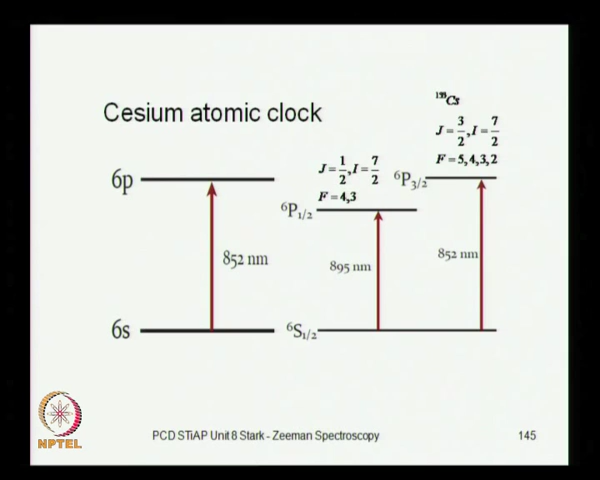 Cesium atomic clock
¹³³Cs
J = 3/2, I = 7/2
F = 5,4,3,2
J = 1/2, I = 7/2
F = 4,3
6p
⁶P₁/₂
⁶P₃/₂
852 nm
895 nm
852 nm
6s
⁶S₁/₂
NPTEL
PCD STiAP Unit 8 Stark - Zeeman Spectroscopy
145